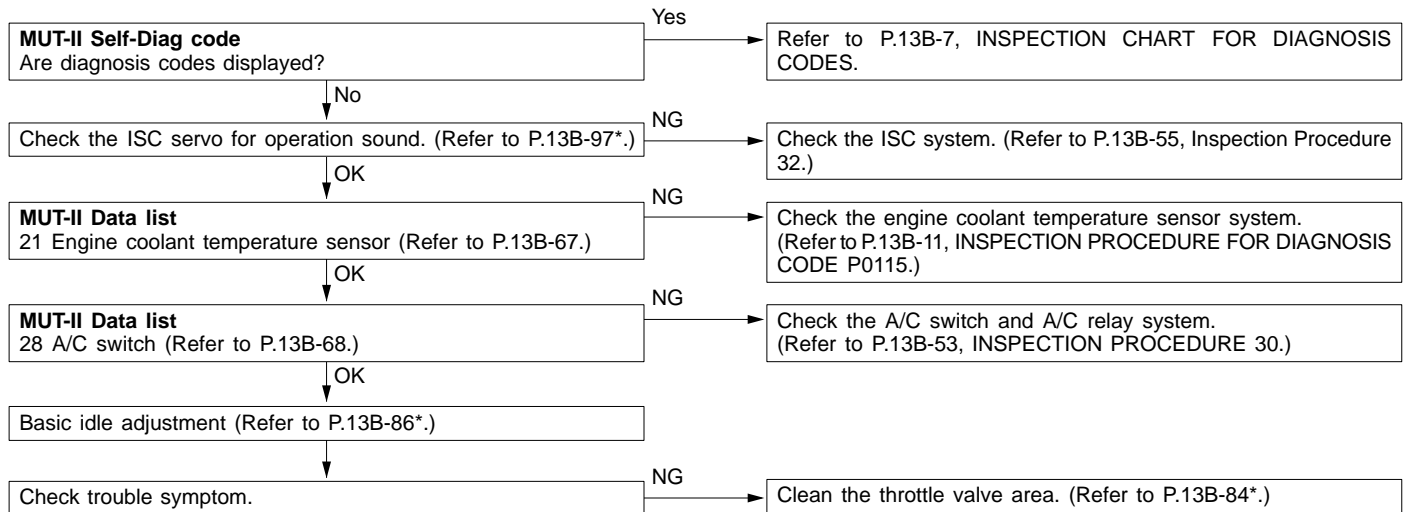 Yes
MUT-II Self-Diag code
Are diagnosis codes displayed?
Refer to P.13B-7, INSPECTION CHART FOR DIAGNOSIS
CODES.
No
Check the ISC servo for operation sound. (Refer to P.13B-97*.)
NG
Check the ISC system. (Refer to P.13B-55, Inspection Procedure
32.)
OK
MUT-II Data list
21 Engine coolant temperature sensor (Refer to P.13B-67.)
NG
Check the engine coolant temperature sensor system.
(Refer to P.13B-11, INSPECTION PROCEDURE FOR DIAGNOSIS
CODE P0115.)
OK
MUT-II Data list
28 A/C switch (Refer to P.13B-68.)
NG
Check the A/C switch and A/C relay system.
(Refer to P.13B-53, INSPECTION PROCEDURE 30.)
OK
Basic idle adjustment (Refer to P.13B-86*.)
Check trouble symptom.
NG
Clean the throttle valve area. (Refer to P.13B-84*.)